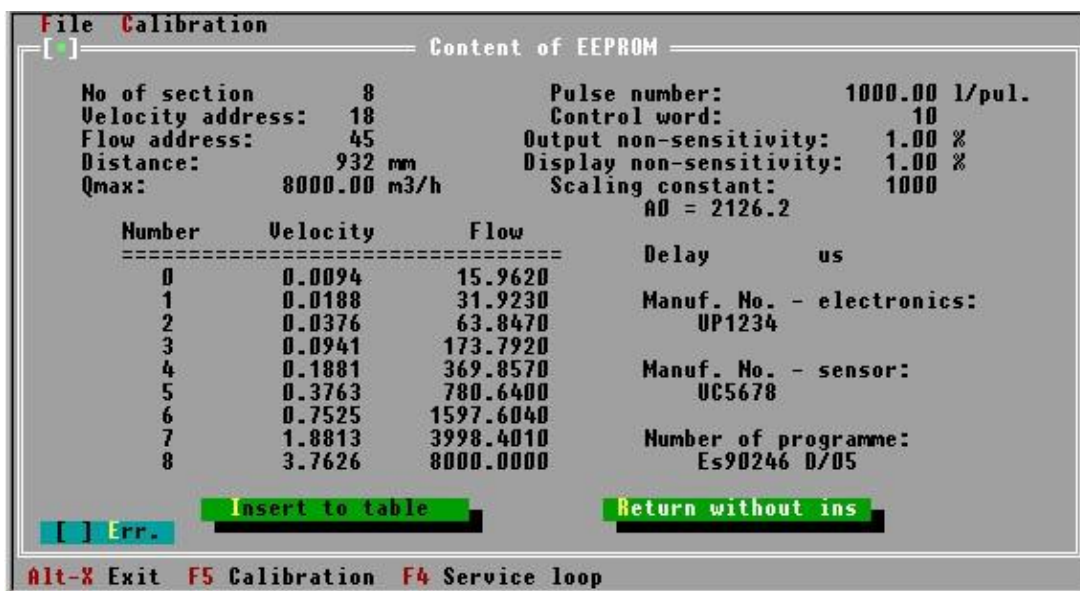 File Calibration
[■] Content of EEPROM
No of section 8 Pulse number: 1000.00 l/pul.
Velocity address: 18 Control word: 10
Flow address: 45 Output non-sensitivity: 1.00 %
Distance: 932 mm Display non-sensitivity: 1.00 %
Qmax: 8000.00 m3/h Scaling constant: 1000
A0 = 2126.2
Number Velocity Flow
Delay us
==================================
0 0.0094 15.9620
1 0.0188 31.9230 Manuf. No. - electronics:
2 0.0376 63.8470 UP1234
3 0.0941 173.7920
4 0.1881 369.8570 Manuf. No. - sensor:
5 0.3763 780.6400 UC5678
6 0.7525 1597.6040
7 1.8813 3998.4010 Number of programme:
8 3.7626 8000.0000 Es90246 D/05
Insert to table Return without ins
[ ] Err.
Alt-X Exit F5 Calibration F4 Service loop